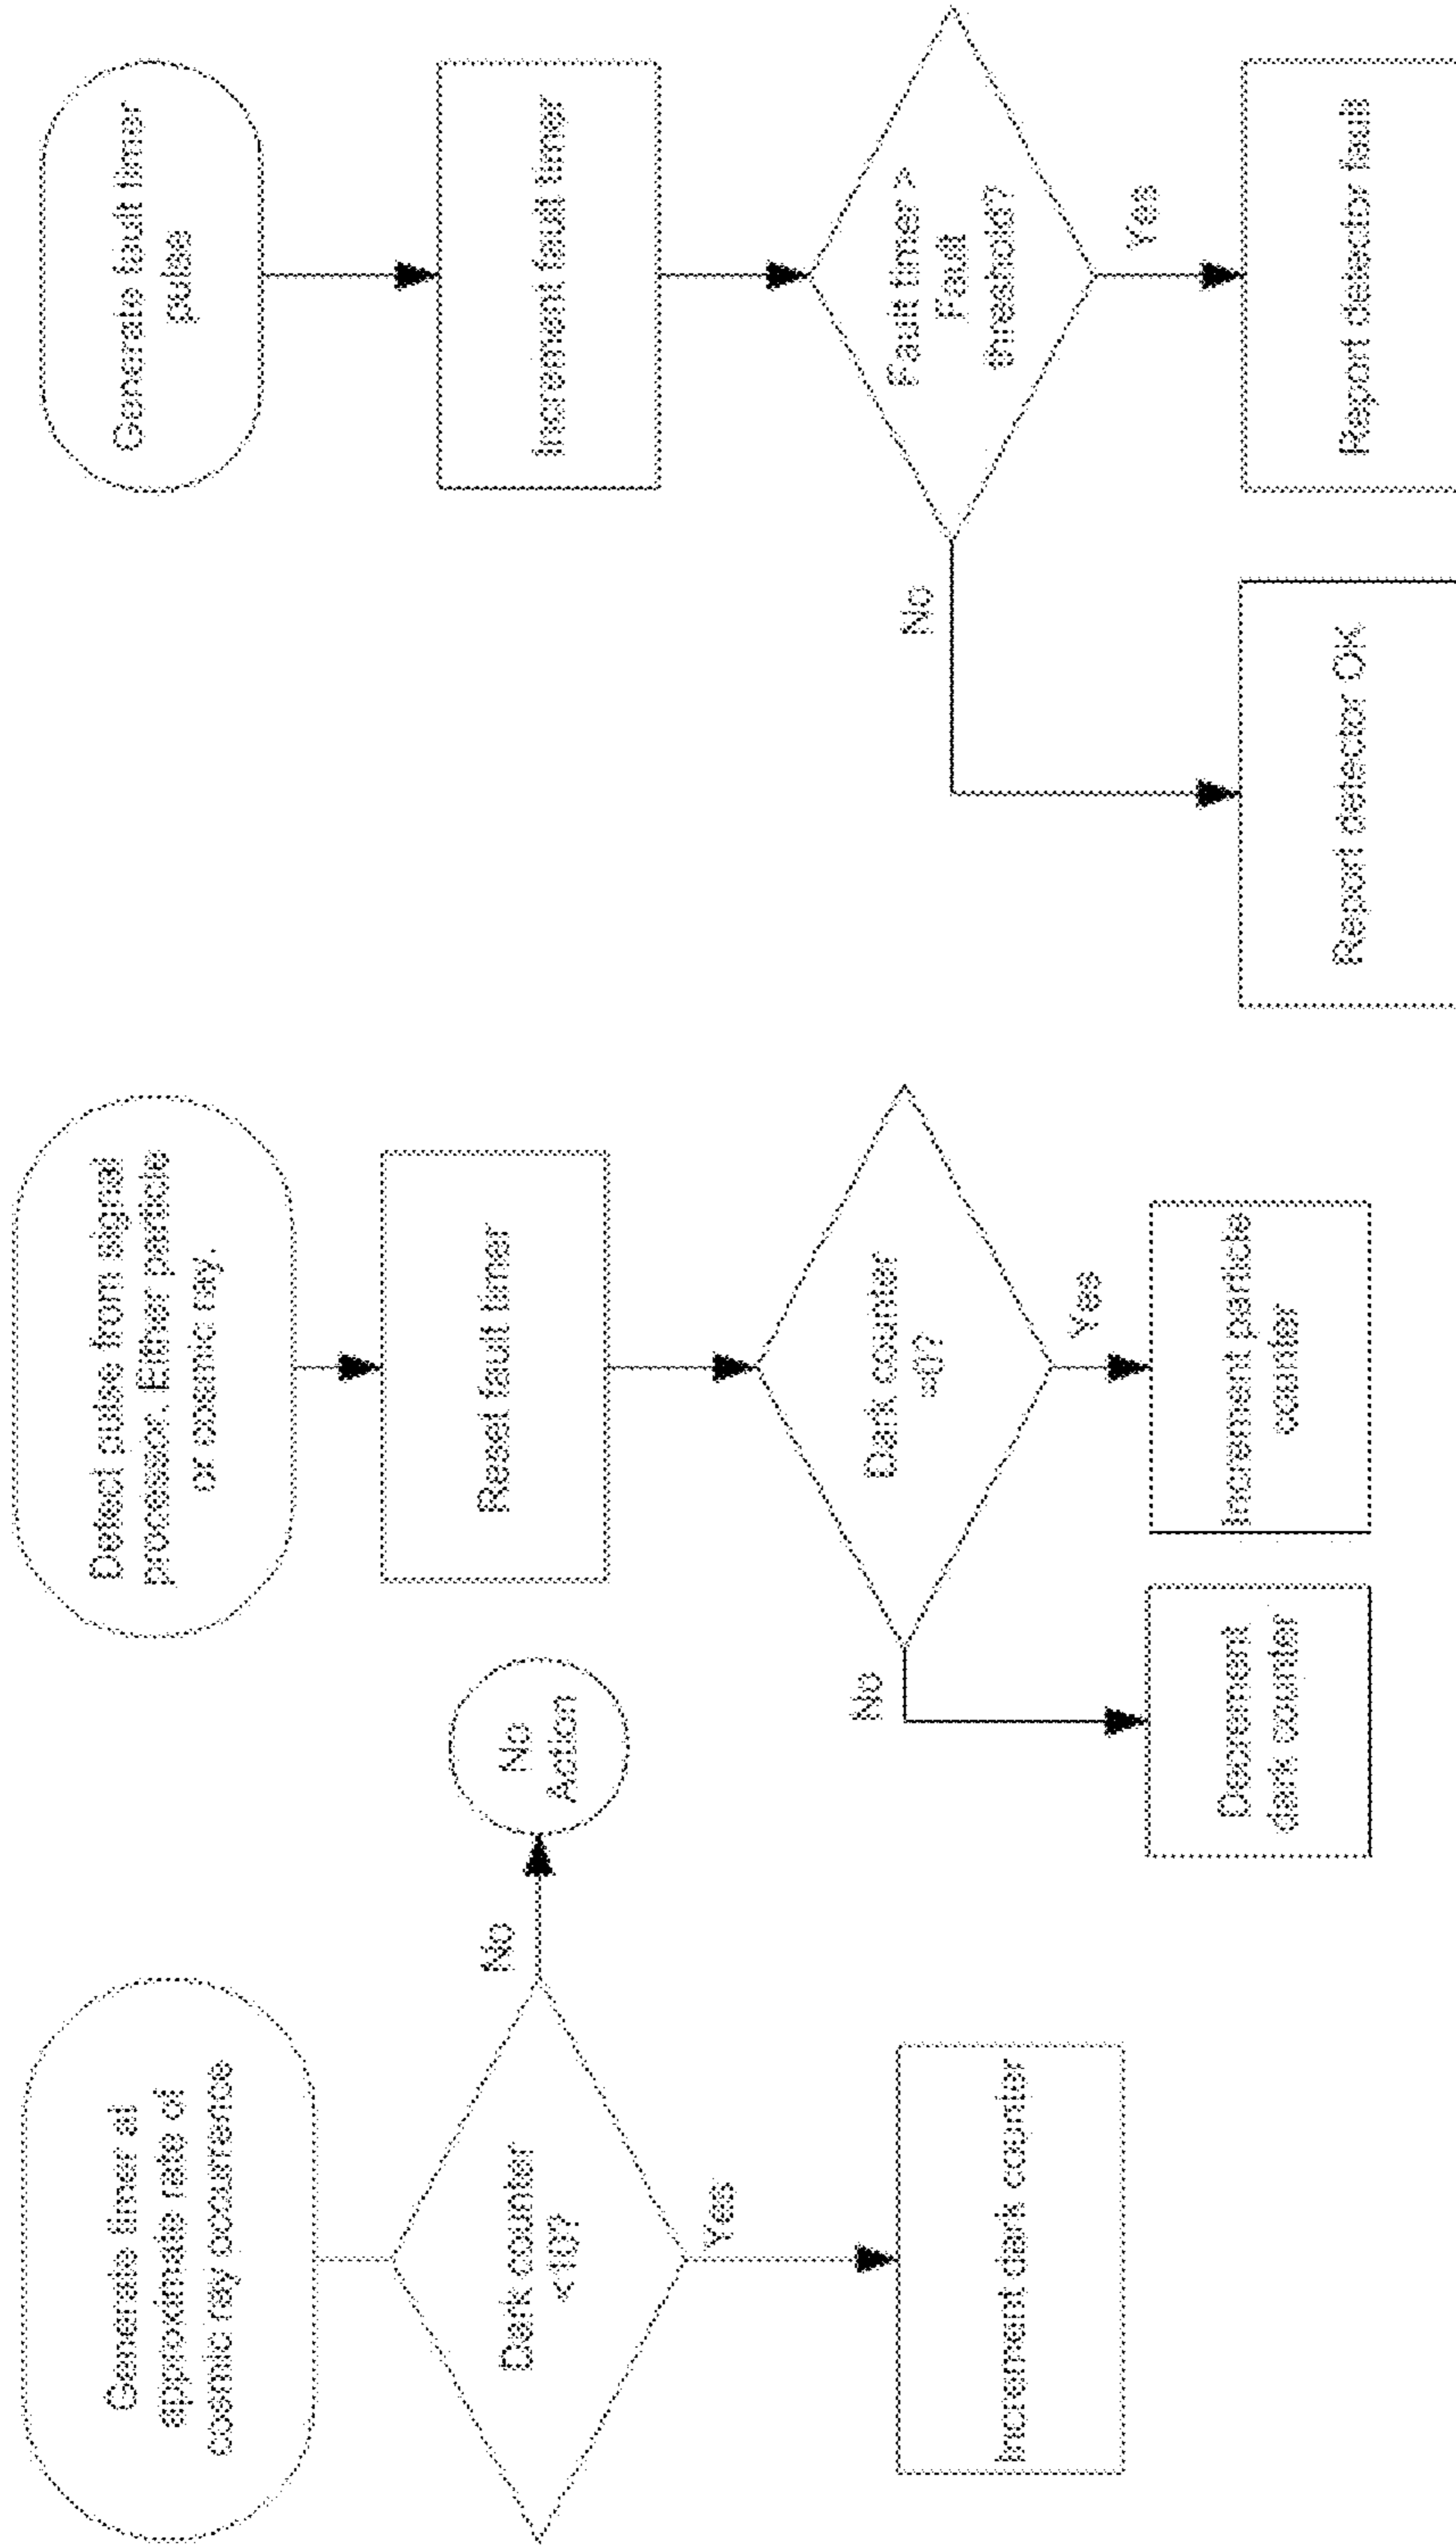 Generate timer at
approximate rate of
cosmic ray occurrence
Dark counter
<10?
No
No
Action
Yes
Increment dark counter
Detect pulse from signal
processor. Either particle
or cosmic ray.
Reset fault timer
Dark counter
=0?
No
Yes
Decrement
dark counter
Increment particle
counter
Generate fault timer
pulse
Increment fault timer
Fault timer >
Fault
threshold?
No
Yes
Report detector OK
Report detector fault